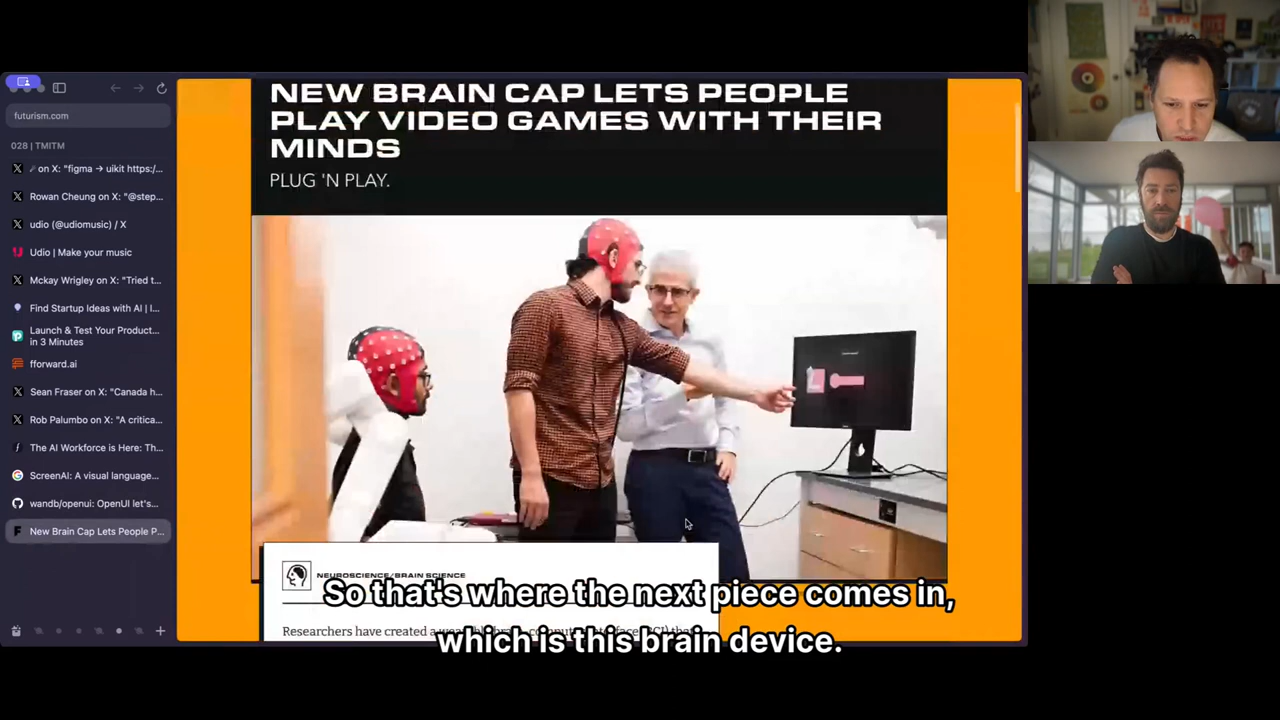 futurism.com
028 | TMITM
on X: "figma → uikit https:/...
Rowan Cheung on X: "@step...
udio (@udiomusic) / X
Udio | Make your music
Mckay Wrigley on X: "Tried t...
Find Startup Ideas with AI | I...
Launch & Test Your Product...
in 3 Minutes
fforward.ai
Sean Fraser on X: "Canada h...
Rob Palumbo on X: "A critica...
The AI Workforce is Here: Th...
ScreenAI: A visual language...
wandb/openui: OpenUI let's...
New Brain Cap Lets People P...
NEW BRAIN CAP LETS PEOPLE
PLAY VIDEO GAMES WITH THEIR
MINDS
PLUG 'N PLAY.
NEUROSCIENCE/BRAIN SCIENCE
Researchers have created a
So that's where the next piece comes in,
which is this brain device.